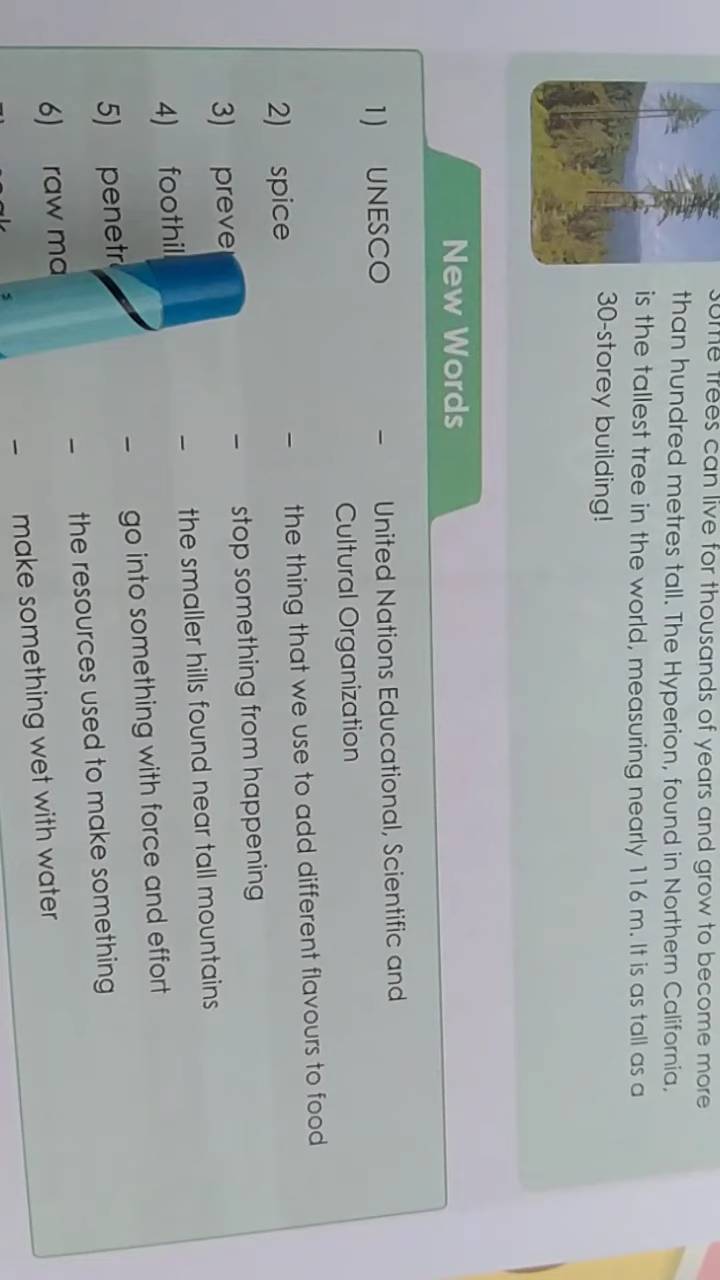 Some trees can live for thousands of years and grow to become more
than hundred metres tall. The Hyperion, found in Northern California,
is the tallest tree in the world, measuring nearly 116 m. It is as tall as a
30-storey building!
New Words
1) UNESCO – United Nations Educational, Scientific and
Cultural Organization
2) spice – the thing that we use to add different flavours to food
3) – stop something from happening
4) – the smaller hills found near tall mountains
5) – go into something with force and effort
6) raw – the resources used to make something
– make something wet with water